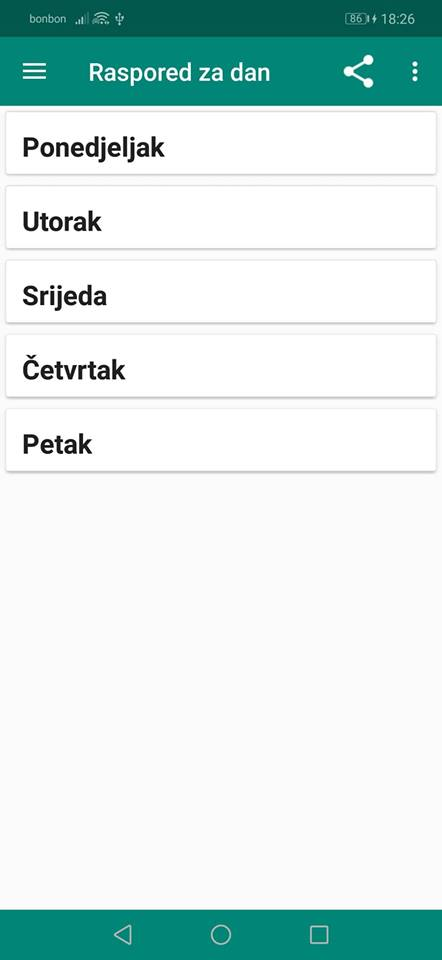 bonbon 86 18:26
Raspored za dan
Ponedjeljak
Utorak
Srijeda
Četvrtak
Petak